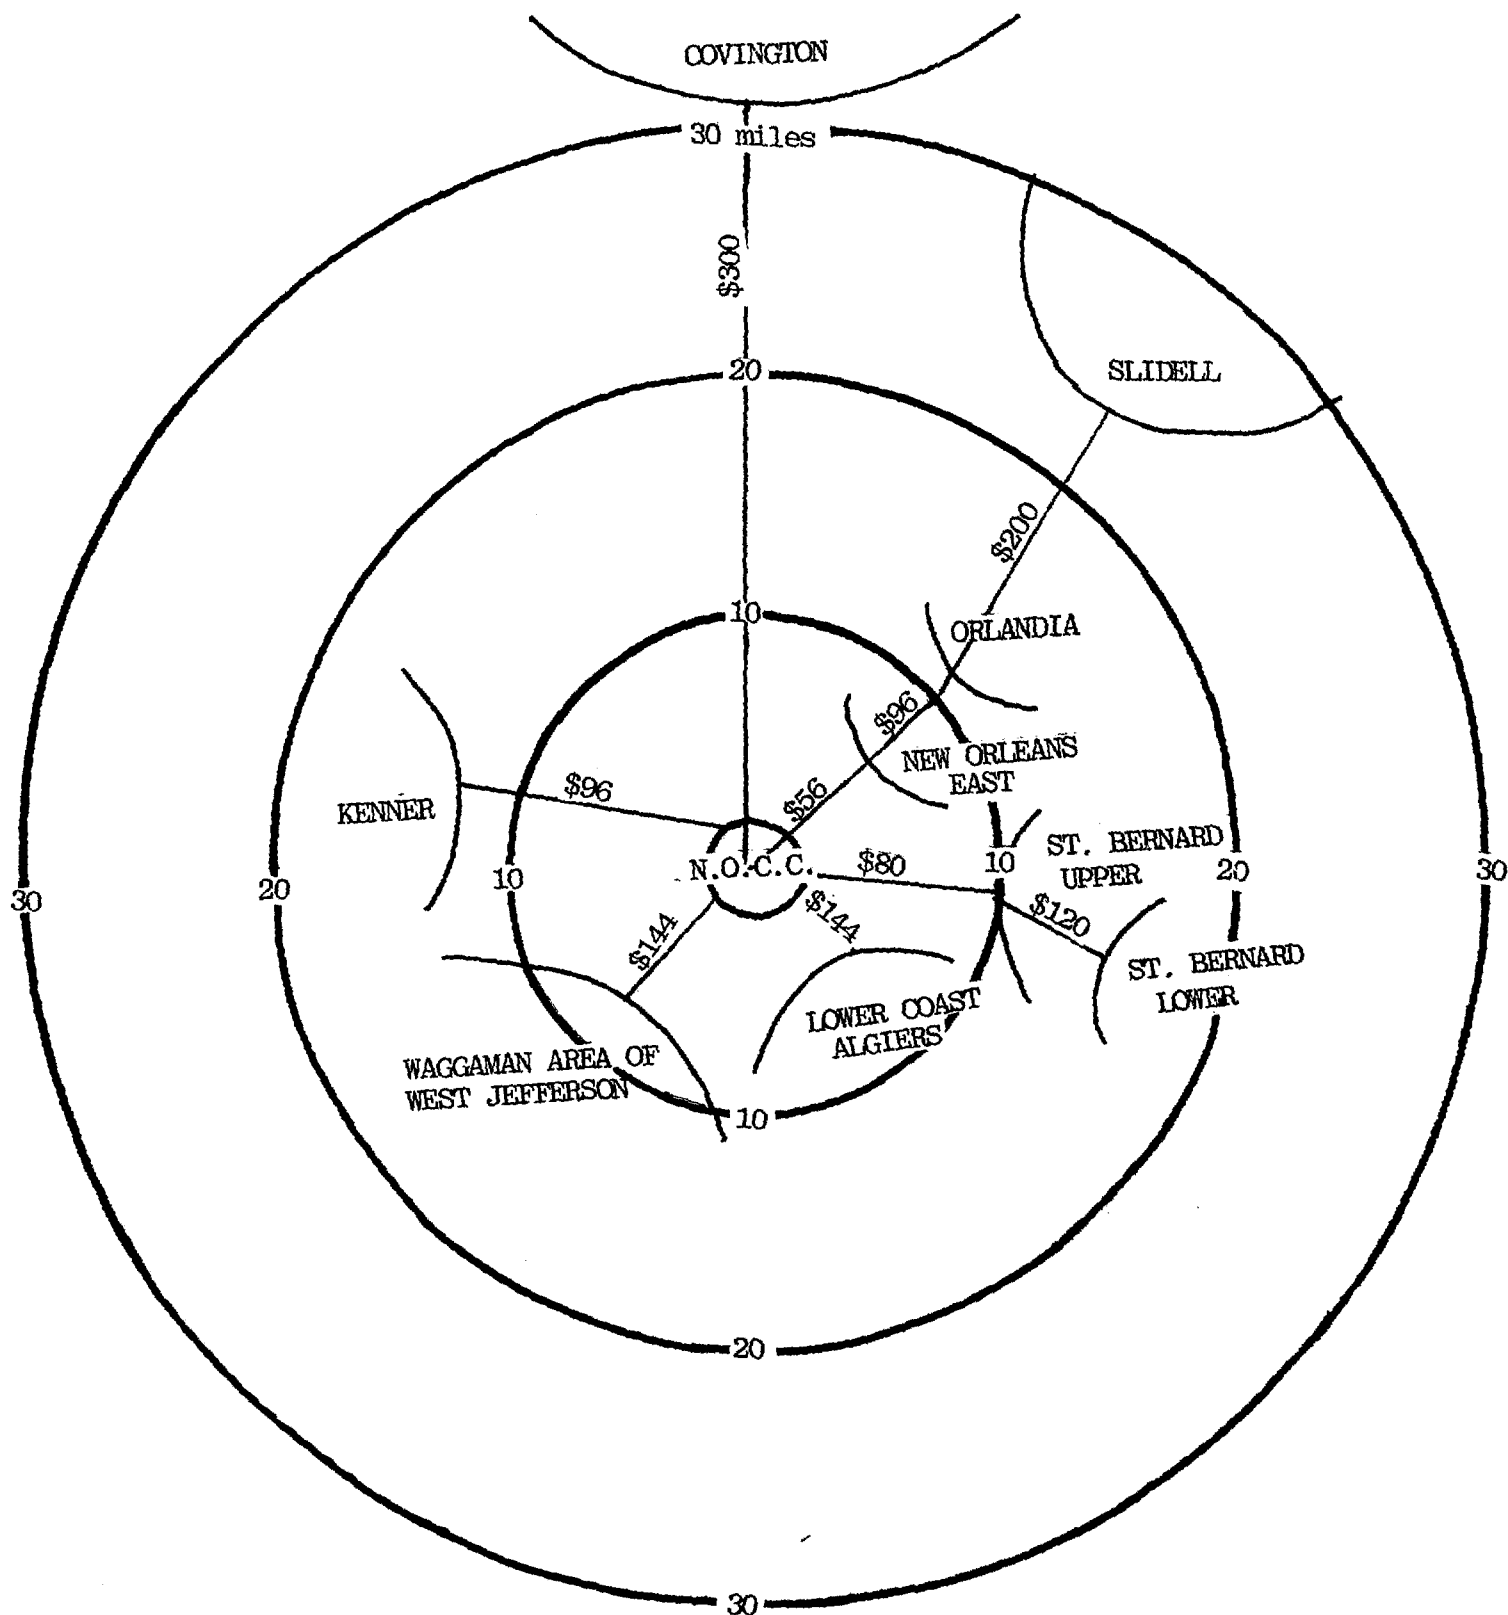 COVINGTON
30 miles
$300
SLIDELL
20
$200
10
ORLANDIA
$96
NEW ORLEANS
EAST
$96
$56
KENNER
ST. BERNARD
UPPER
N.O.C.C.
$80
10
20
30
30
20
10
$120
$144
$144
ST. BERNARD
LOWER
LOWER COAST
ALGIERS
WAGGAMAN AREA OF
WEST JEFFERSON
10
20
30